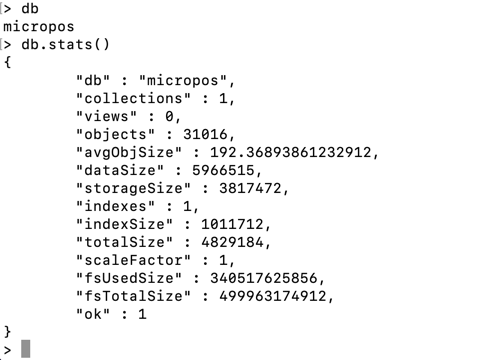 > db
micropos
> db.stats()
{
"db" : "micropos",
"collections" : 1,
"views" : 0,
"objects" : 31016,
"avgObjSize" : 192.36893861232912,
"dataSize" : 5966515,
"storageSize" : 3817472,
"indexes" : 1,
"indexSize" : 1011712,
"totalSize" : 4829184,
"scaleFactor" : 1,
"fsUsedSize" : 340517625856,
"fsTotalSize" : 499963174912,
"ok" : 1
}
>